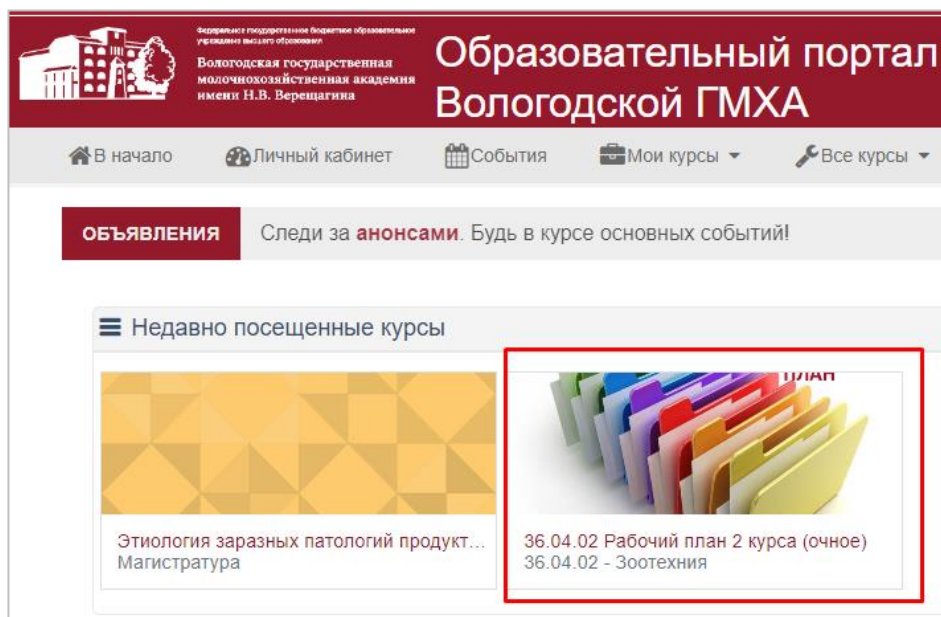 Федеральное государственное бюджетное образовательное
учреждение высшего образования
Вологодская государственная
молочнохозяйственная академия
имени Н.В. Верещагина
Образовательный портал
Вологодской ГМХА
В начало Личный кабинет События Мои курсы Все курсы
ОБЪЯВЛЕНИЯ Следи за анонсами. Будь в курсе основных событий!
Недавно посещенные курсы
ПЛАН
Этиология заразных патологий продукт...
Магистратура
36.04.02 Рабочий план 2 курса (очное)
36.04.02 - Зоотехния